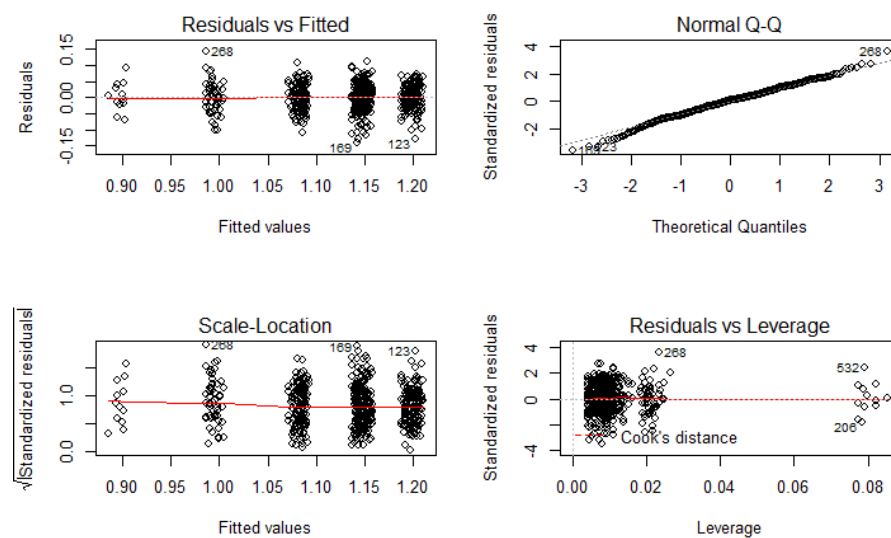 Residuals vs Fitted
Residuals
0.15
0.00
-0.15
268
169
123
0.90 0.95 1.00 1.05 1.10 1.15 1.20
Fitted values
Normal Q-Q
Standardized residuals
4
2
0
-2
268
123
-3 -2 -1 0 1 2 3
Theoretical Quantiles
Scale-Location
√|Standardized residuals|
1.0
0.0
268
169
123
0.90 0.95 1.00 1.05 1.10 1.15 1.20
Fitted values
Residuals vs Leverage
Standardized residuals
4
2
0
-4
268
532
206
Cook's distance
0.00 0.02 0.04 0.06 0.08
Leverage